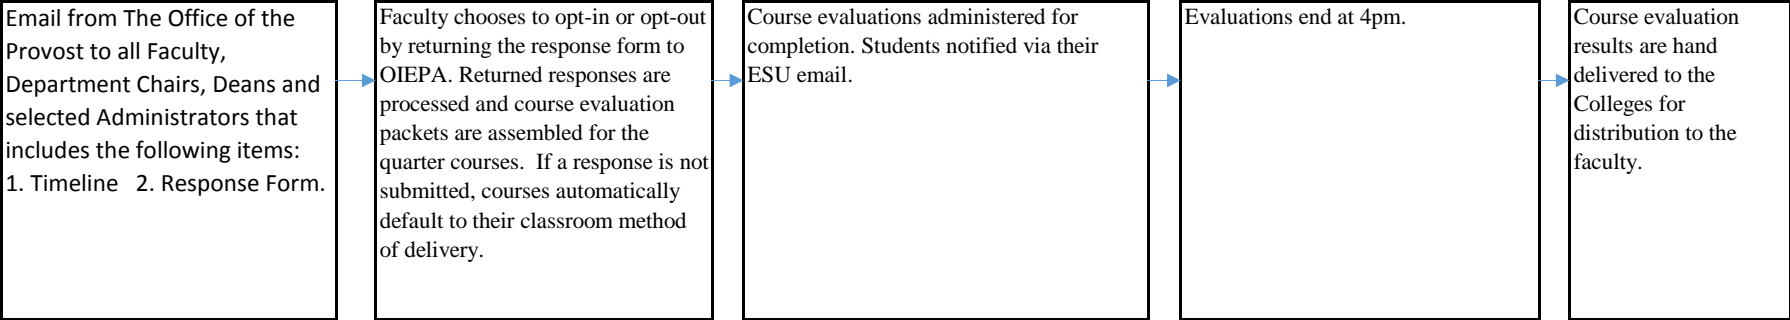 Email from The Office of the
Provost to all Faculty,
Department Chairs, Deans and
selected Administrators that
includes the following items:
1. Timeline   2. Response Form.
Faculty chooses to opt-in or opt-out
by returning the response form to
OIEPA. Returned responses are
processed and course evaluation
packets are assembled for the
quarter courses.  If a response is not
submitted, courses automatically
default to their classroom method
of delivery.
Course evaluations administered for
completion. Students notified via their
ESU email.
Evaluations end at 4pm.
Course evaluation
results are hand
delivered to the
Colleges for
distribution to the
faculty.